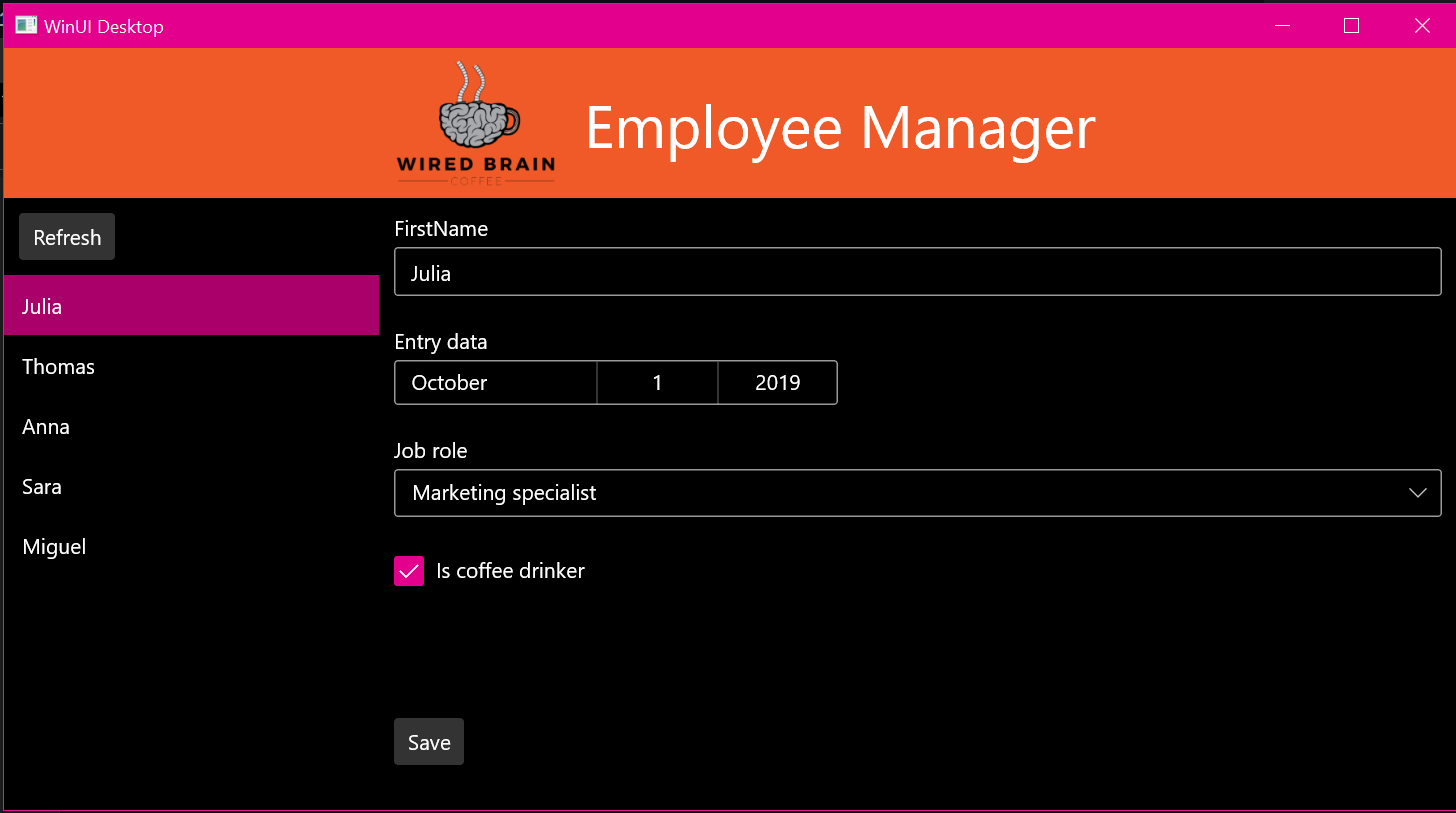 WinUI Desktop
WIRED BRAIN
COFFEE
Employee Manager
Refresh
Julia
Thomas
Anna
Sara
Miguel
FirstName
Julia
Entry data
October 1 2019
Job role
Marketing specialist
Is coffee drinker
Save